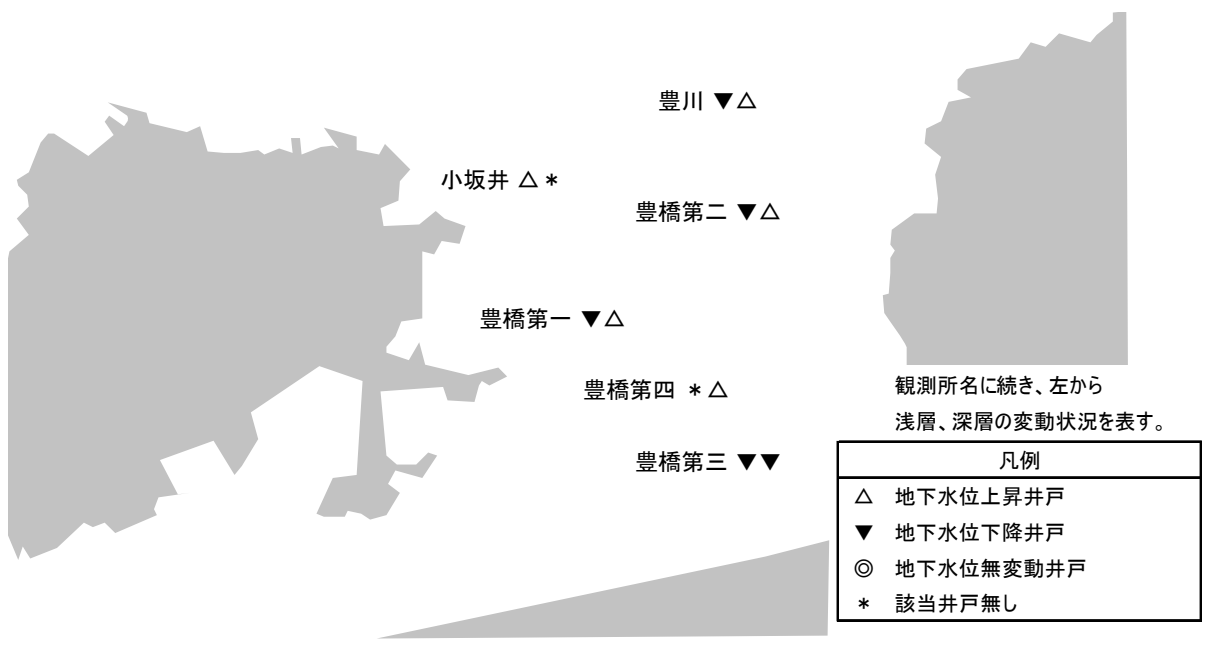 豊川 ▼△
小坂井 △＊
豊橋第二 ▼△
豊橋第一 ▼△
豊橋第四 ＊△
豊橋第三 ▼▼
観測所名に続き、左から
浅層、深層の変動状況を表す。
凡例
△ 地下水位上昇井戸
▼ 地下水位下降井戸
◎ 地下水位無変動井戸
＊ 該当井戸無し